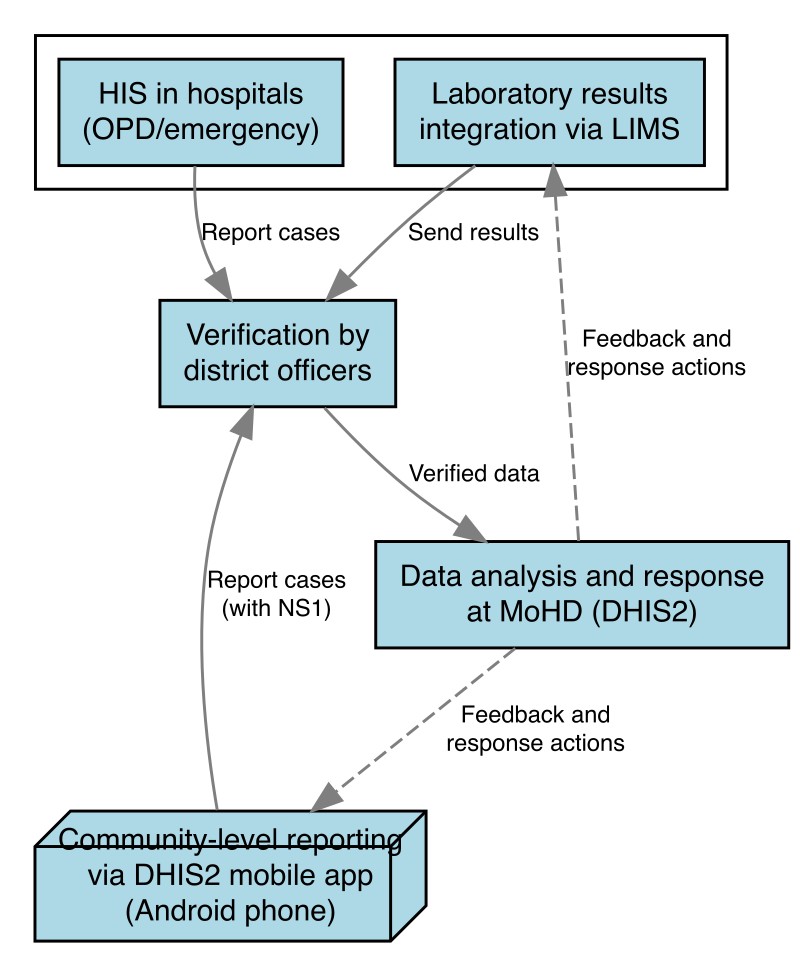 HIS in hospitals
(OPD/emergency)
Laboratory results
integration via LIMS
Report cases
Send results
Verification by
district officers
Feedback and
response actions
Verified data
Data analysis and response
at MoHD (DHIS2)
Report cases
(with NS1)
Feedback and
response actions
Community-level reporting
via DHIS2 mobile app
(Android phone)